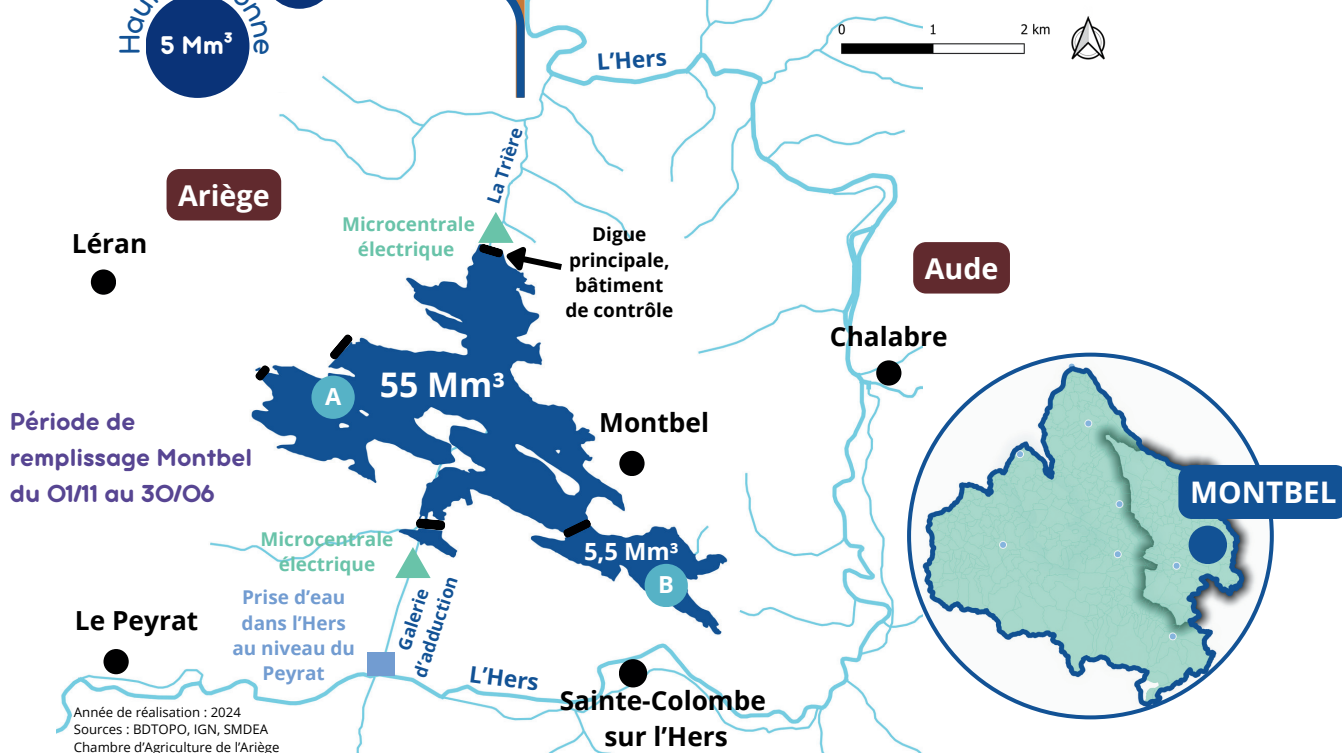 5 Mm³
0 1 2 km
L'Hers
La Trière
Ariège
Microcentrale
électrique
Léran
Digue
principale,
bâtiment
de contrôle
Aude
Chalabre
A
55 Mm³
Période de
remplissage Montbel
du 01/11 au 30/06
Montbel
MONTBEL
Microcentrale
électrique
5,5 Mm³
B
Prise d'eau
dans l'Hers
au niveau du
Peyrat
Galerie
d'adduction
Le Peyrat
L'Hers
Sainte-Colombe
sur l'Hers
Année de réalisation : 2024
Sources : BDTOPO, IGN, SMDEA
Chambre d'Agriculture de l'Ariège